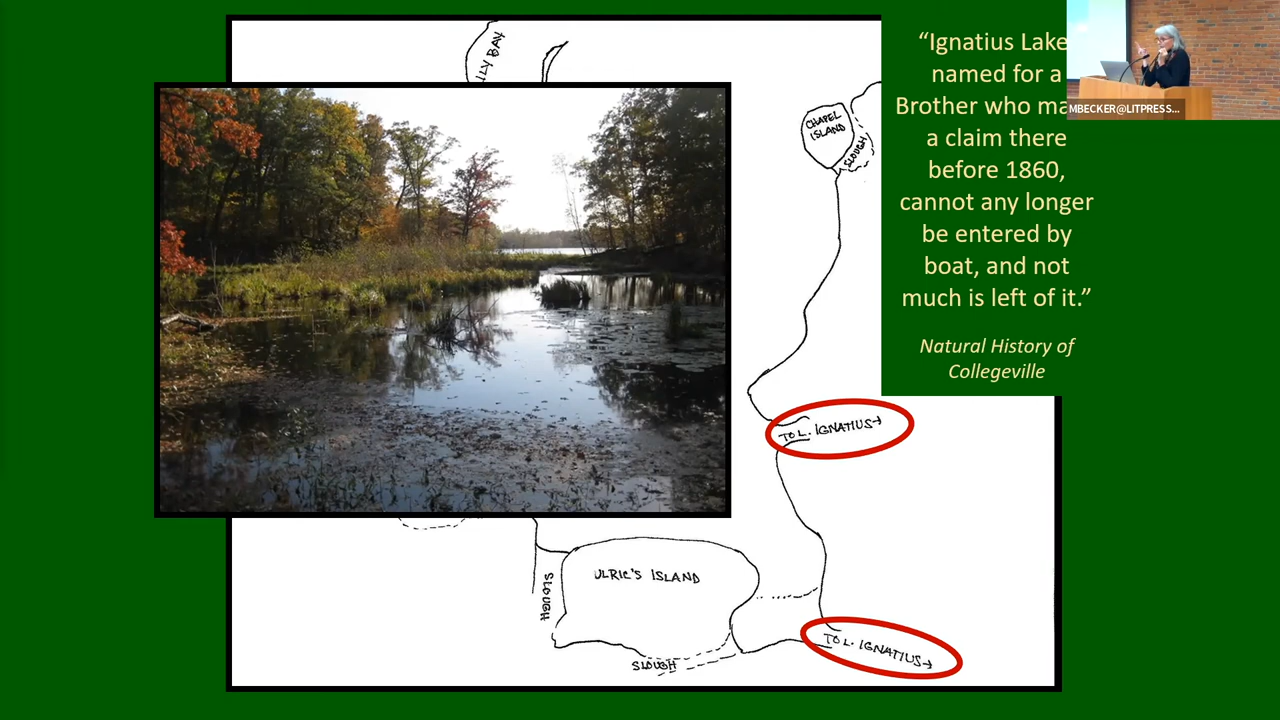 “Ignatius Lake
named for a
Brother who ma
a claim there
before 1860,
cannot any longer
be entered by
boat, and not
much is left of it.”
Natural History of
Collegeville
MBECKER@LITPRESS...
BAY
CHAPEL
ISLAND
SLOUGH
TO L. IGNATIUS→
ULRIC'S ISLAND
SLOUGH
SLOUGH
TO L. IGNATIUS→